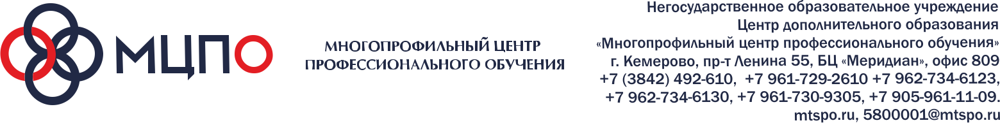 МЦПО
МНОГОПРОФИЛЬНЫЙ ЦЕНТР
ПРОФЕССИОНАЛЬНОГО ОБУЧЕНИЯ
Негосударственное образовательное учреждение
Центр дополнительного образования
«Многопрофильный центр профессионального обучения»
г. Кемерово, пр-т Ленина 55, БЦ «Меридиан», офис 809
+7 (3842) 492-610, +7 961-729-2610 +7 962-734-6123,
+7 962-734-6130, +7 961-730-9305, +7 905-961-11-09.
mtspo.ru, 5800001@mtspo.ru